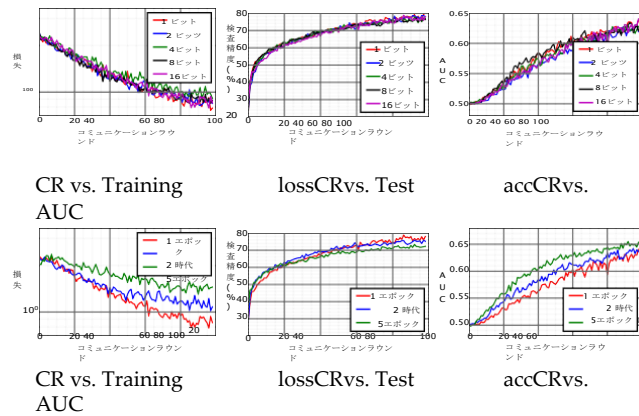 損失
10⁰
0 20 40 100
コミュニケーションラウンド
1 ビット
2 ビッツ
4 ビット
8 ビット
16 ビット
検査精度(%)
80
70
60
50
40
30
20
0 20 40 80 100
コミュニケーションラウンド
1 ビット
2 ビッツ
4 ビット
8 ビット
16 ビット
AUC
0.65
0.60
0.55
0.50
0 20 40 60 80 100
コミュニケーションラウンド
1 ビット
2 ビッツ
4 ビット
8 ビット
16 ビット
CR vs. Training lossCRvs. Test accCRvs.
AUC
損失
10⁰
0 20 40 80 100
20
コミュニケーションラウンド
1 エポック
2 時代
5エポック
検査精度(%)
80
70
60
50
40
25
0 20 40 60 80 100
コミュニケーションラウンド
1 エポック
2 時代
5エポック
AUC
0.65
0.60
0.55
0.50
0 20 40 60
コミュニケーションラウンド
1 エポック
2 時代
5エポック
CR vs. Training lossCRvs. Test accCRvs.
AUC